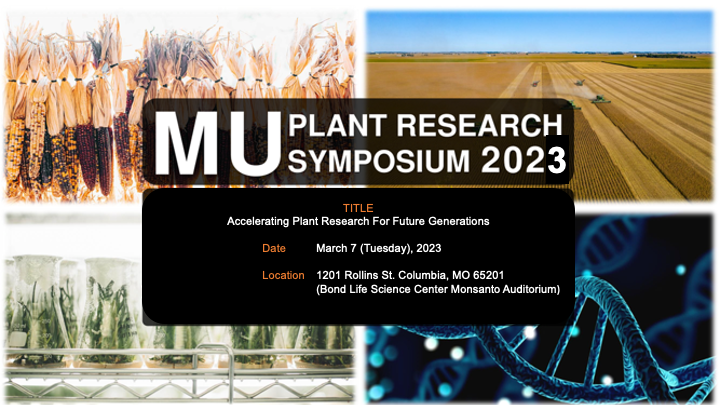 MU PLANT RESEARCH
SYMPOSIUM 2023
TITLE
Accelerating Plant Research For Future Generations
Date March 7 (Tuesday), 2023
Location 1201 Rollins St. Columbia, MO 65201
(Bond Life Science Center Monsanto Auditorium)